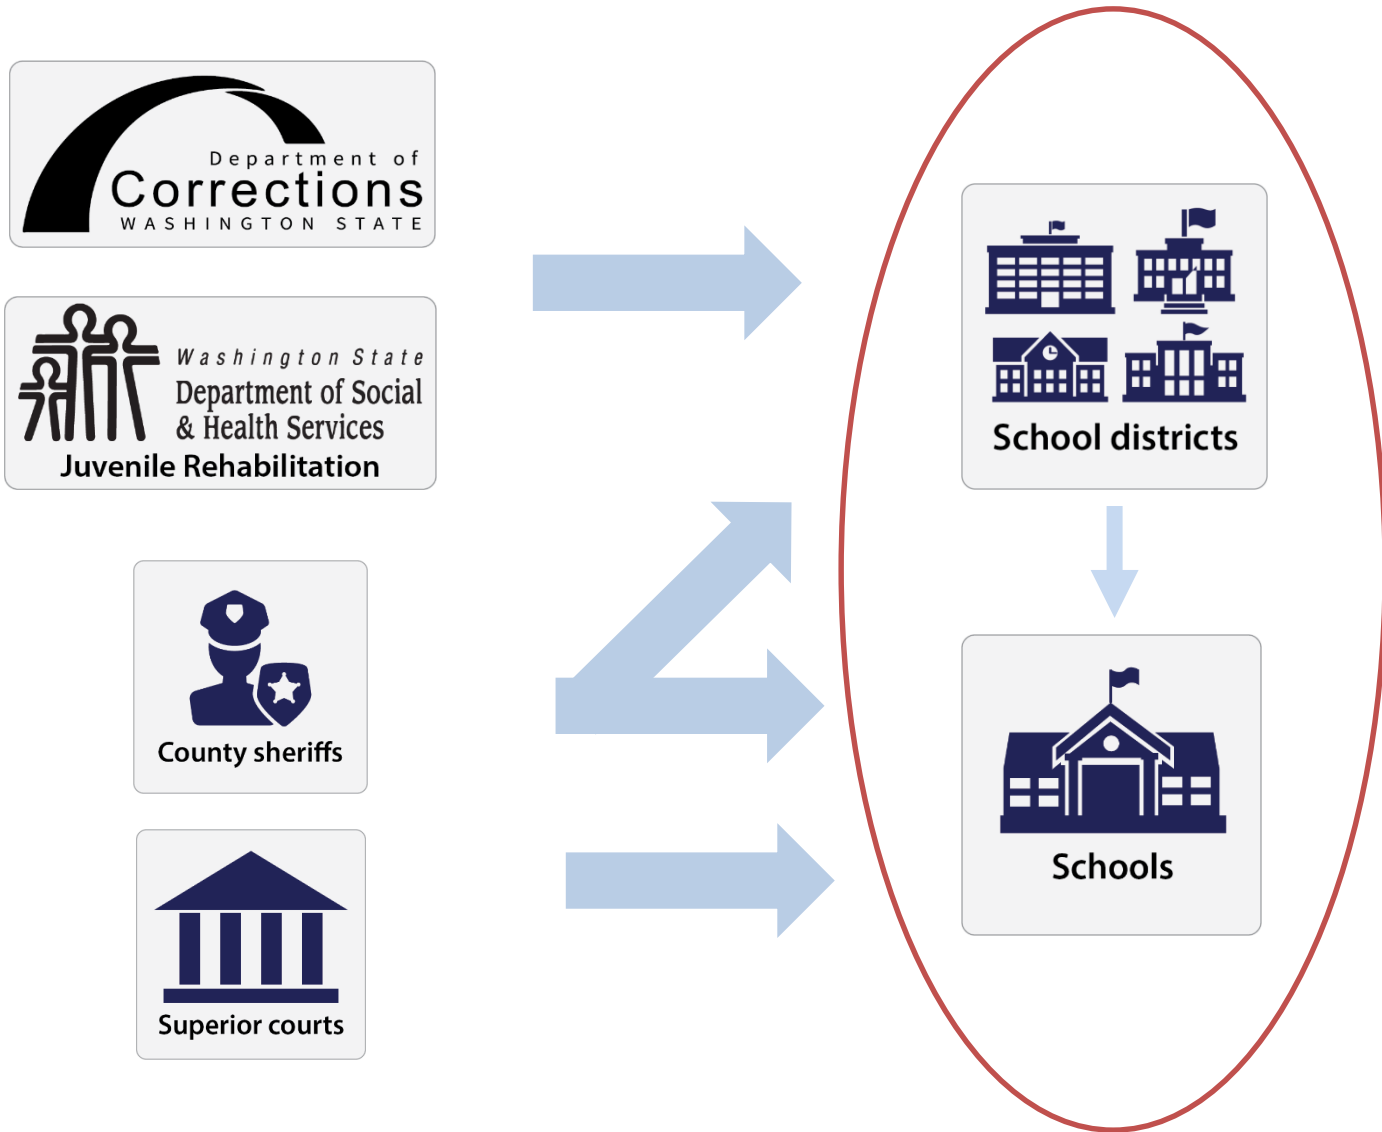 Department of
Corrections
WASHINGTON STATE
Washington State
Department of Social
& Health Services
Juvenile Rehabilitation
County sheriffs
Superior courts
School districts
Schools